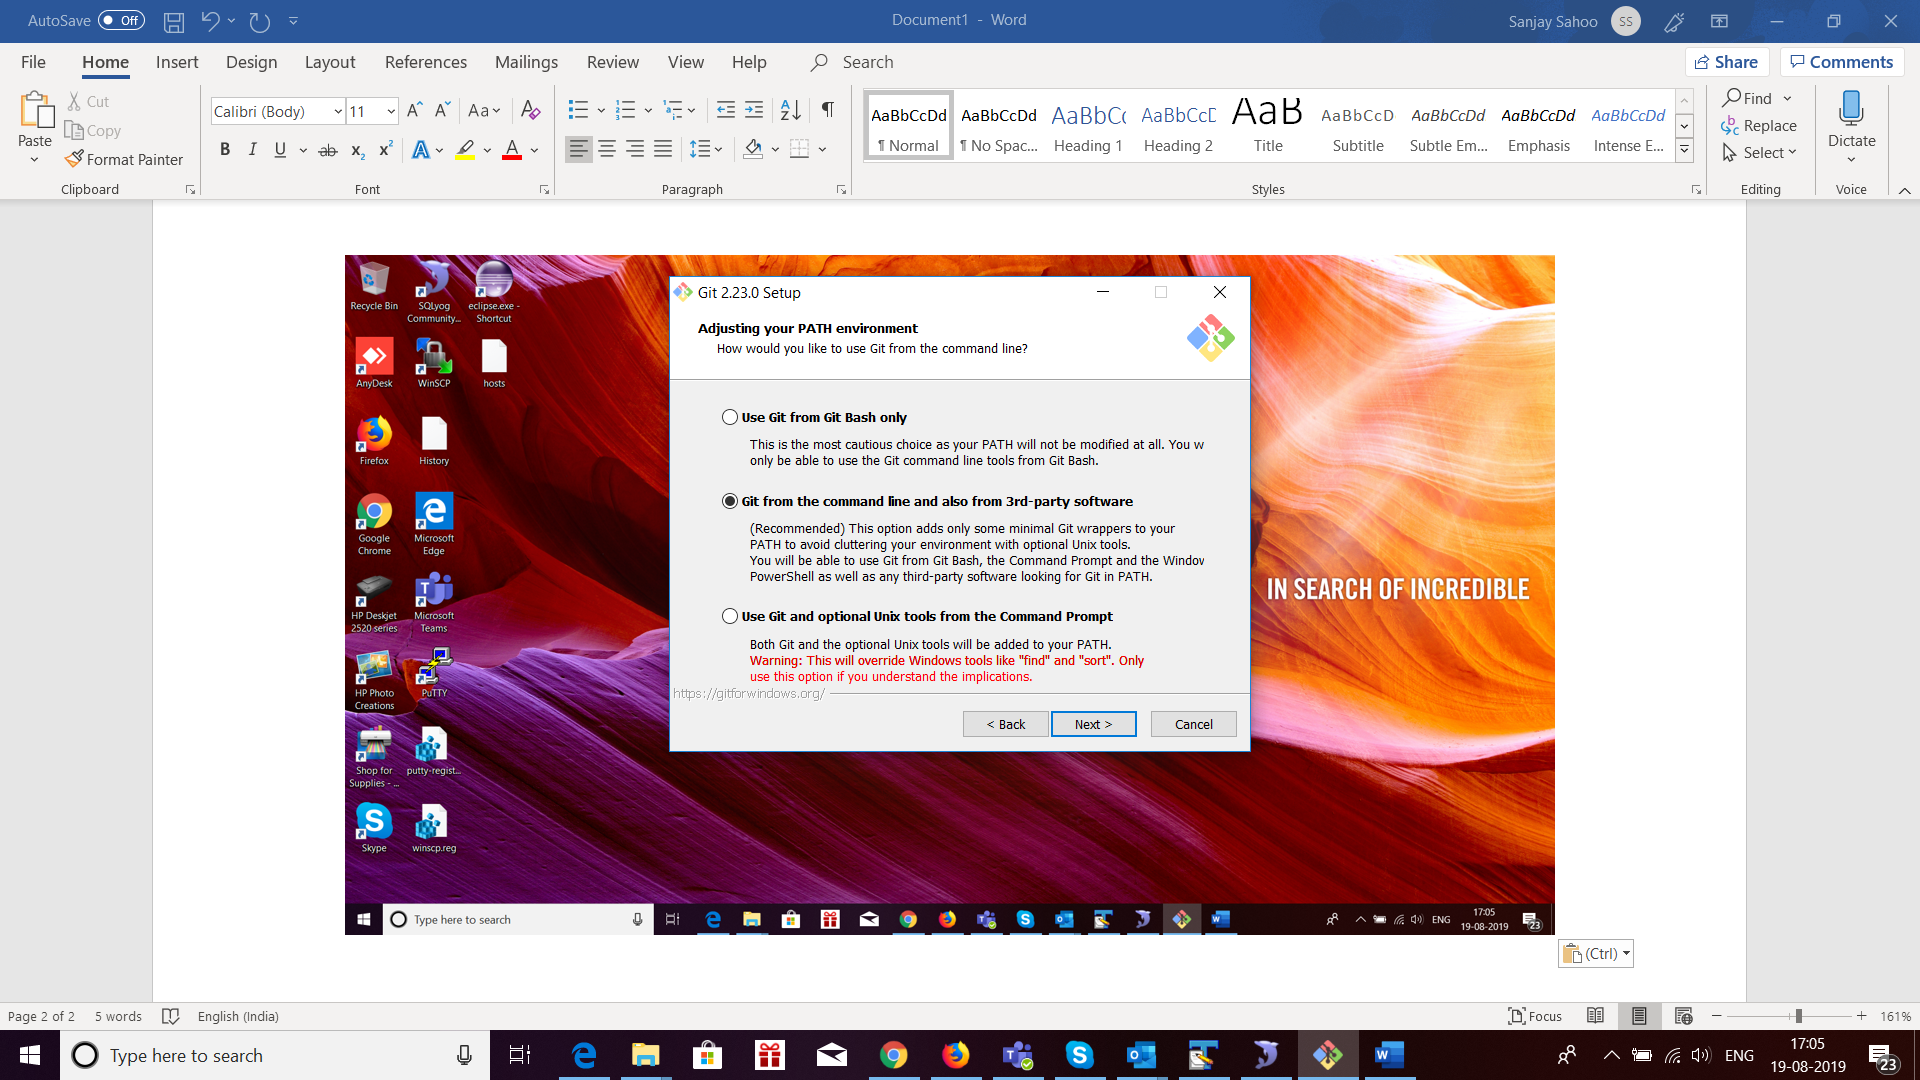 AutoSave Off
Document1 - Word
Sanjay Sahoo SS
File Home Insert Design Layout References Mailings Review View Help Search
Share Comments
Paste
Cut
Copy
Format Painter
Clipboard
Calibri (Body) 11
Font
Paragraph
AaBbCcDd AaBbCcDd AaBbCc AaBbCcD AaB AaBbCcD AaBbCcDd AaBbCcDd AaBbCcDd
¶ Normal ¶ No Spac... Heading 1 Heading 2 Title Subtitle Subtle Em... Emphasis Intense E...
Styles
Find
Replace
Select
Editing
Dictate
Voice
Recycle Bin
SQLyog
Community...
eclipse.exe -
Shortcut
AnyDesk
WinSCP
hosts
Firefox
History
Google
Chrome
Microsoft
Edge
HP Deskjet
2520 series
Microsoft
Teams
HP Photo
Creations
PuTTY
Shop for
Supplies - ...
putty-regist...
Skype
winscp.reg
Git 2.23.0 Setup
Adjusting your PATH environment
How would you like to use Git from the command line?
Use Git from Git Bash only
This is the most cautious choice as your PATH will not be modified at all. You w
only be able to use the Git command line tools from Git Bash.
Git from the command line and also from 3rd-party software
(Recommended) This option adds only some minimal Git wrappers to your
PATH to avoid cluttering your environment with optional Unix tools.
You will be able to use Git from Git Bash, the Command Prompt and the Window
PowerShell as well as any third-party software looking for Git in PATH.
Use Git and optional Unix tools from the Command Prompt
Both Git and the optional Unix tools will be added to your PATH.
Warning: This will override Windows tools like "find" and "sort". Only
use this option if you understand the implications.
https://gitforwindows.org/
< Back Next > Cancel
IN SEARCH OF INCREDIBLE
Type here to search
ENG
17:05
19-08-2019
23
(Ctrl)
Page 2 of 2 5 words English (India)
Focus
161%
Type here to search
ENG
17:05
19-08-2019
23